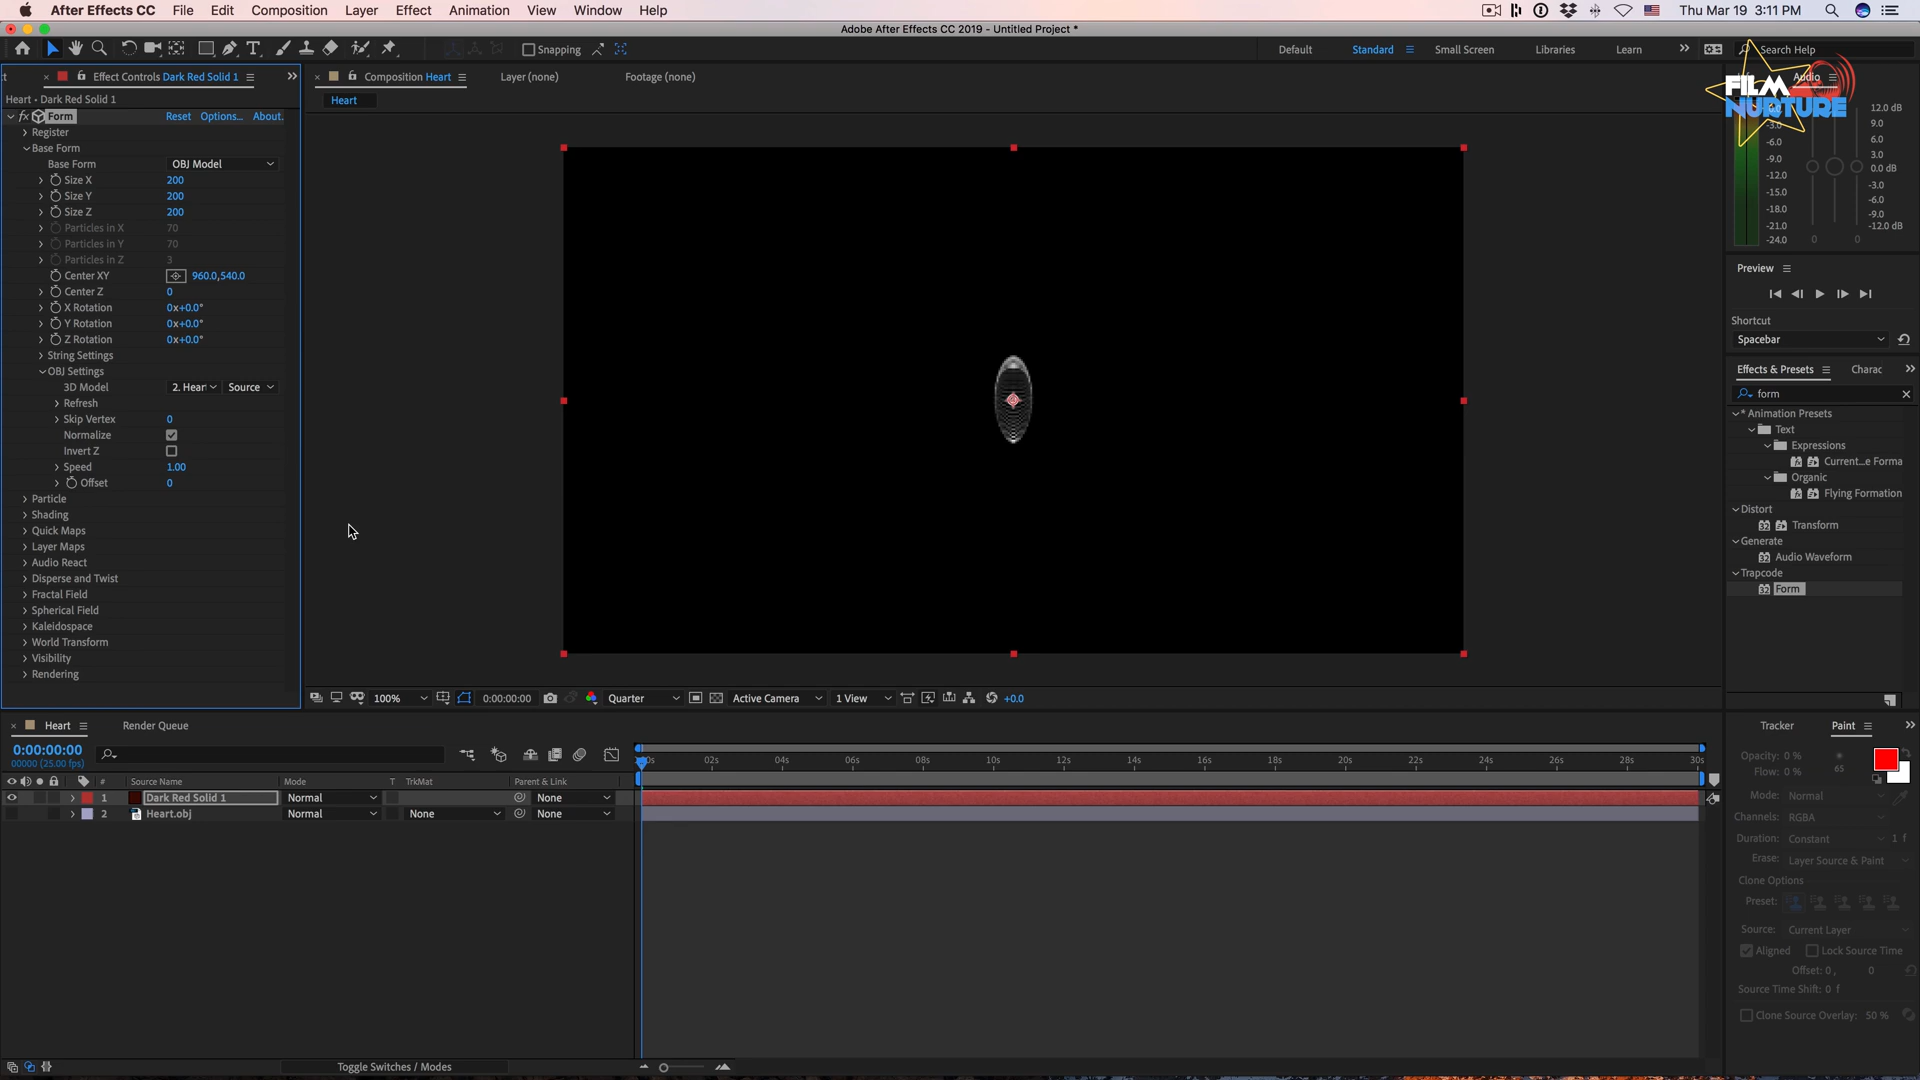 After Effects CC File Edit Composition Layer Effect Animation View Window Help Thu Mar 19 3:11 PM
Adobe After Effects CC 2019 - Untitled Project *
Snapping Default Standard Small Screen Libraries Learn Search Help
Effect Controls Dark Red Solid 1
Composition Heart Layer (none) Footage (none)
Audio
FILM
NURTURE
Heart • Dark Red Solid 1
Heart
fx Form Reset Options... About.
Register
Base Form
Base Form OBJ Model
Size X 200
Size Y 200
Size Z 200
Particles in X 70
Particles in Y 70
Particles in Z 3
Center XY 960.0,540.0
Center Z 0
X Rotation 0x+0.0°
Y Rotation 0x+0.0°
Z Rotation 0x+0.0°
String Settings
OBJ Settings
3D Model 2. Hear Source
Refresh
Skip Vertex 0
Normalize
Invert Z
Speed 1.00
Offset 0
Particle
Shading
Quick Maps
Layer Maps
Audio React
Disperse and Twist
Fractal Field
Spherical Field
Kaleidospace
World Transform
Visibility
Rendering
100% 0:00:00:00 Quarter Active Camera 1 View +0.0
-3.0
-6.0
-9.0
-12.0
-15.0
-18.0
-21.0
-24.0
12.0 dB
9.0
6.0
3.0
0.0 dB
-3.0
-6.0
-9.0
-12.0 dB
0 0
Preview
Shortcut
Spacebar
Effects & Presets Charac
form
* Animation Presets
Text
Expressions
Current...e Forma
Organic
Flying Formation
Distort
32 Transform
Generate
32 Audio Waveform
Trapcode
32 Form
Heart Render Queue
0:00:00:00
00000 (25.00 fps)
# Source Name Mode T TrkMat Parent & Link
02s 04s 06s 08s 10s 12s 14s 16s 18s 20s 22s 24s 26s 28s 30s
1 Dark Red Solid 1 Normal None
2 Heart.obj Normal None None
Toggle Switches / Modes
Tracker Paint
Opacity: 0 %
Flow: 0 %
65
Mode: Normal
Channels: RGBA
Duration: Constant 1 f
Erase: Layer Source & Paint
Clone Options
Preset:
Source: Current Layer
Aligned Lock Source Time
Offset: 0 , 0
Source Time Shift: 0 f
Clone Source Overlay: 50 %